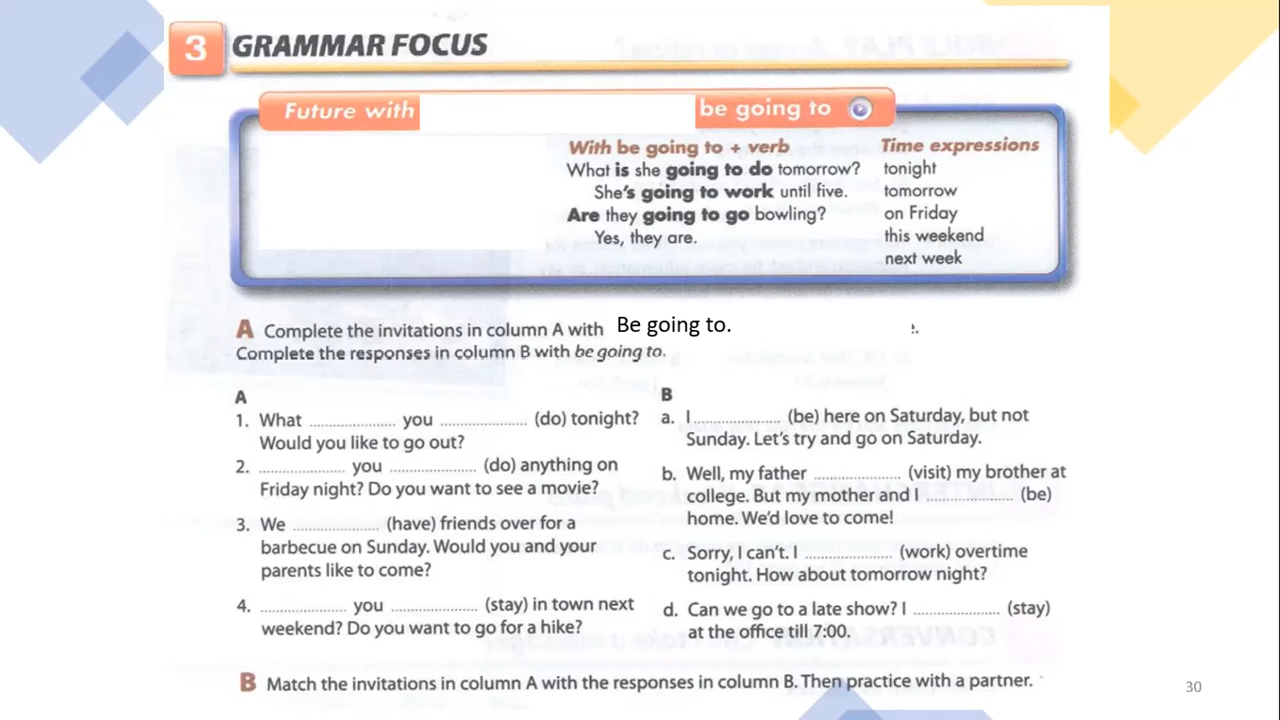 3 GRAMMAR FOCUS
Future with be going to
With be going to + verb
What is she going to do tomorrow?
She's going to work until five.
Are they going to go bowling?
Yes, they are.
Time expressions
tonight
tomorrow
on Friday
this weekend
next week
A Complete the invitations in column A with Be going to.
Complete the responses in column B with be going to.
A
1. What .................... you .................... (do) tonight?
Would you like to go out?
2. .................... you .................... (do) anything on
Friday night? Do you want to see a movie?
3. We .................... (have) friends over for a
barbecue on Sunday. Would you and your
parents like to come?
4. .................... you .................... (stay) in town next
weekend? Do you want to go for a hike?
B
a. I .................... (be) here on Saturday, but not
Sunday. Let's try and go on Saturday.
b. Well, my father .................... (visit) my brother at
college. But my mother and I .................... (be)
home. We'd love to come!
c. Sorry, I can't. I .................... (work) overtime
tonight. How about tomorrow night?
d. Can we go to a late show? I .................... (stay)
at the office till 7:00.
B Match the invitations in column A with the responses in column B. Then practice with a partner.
30